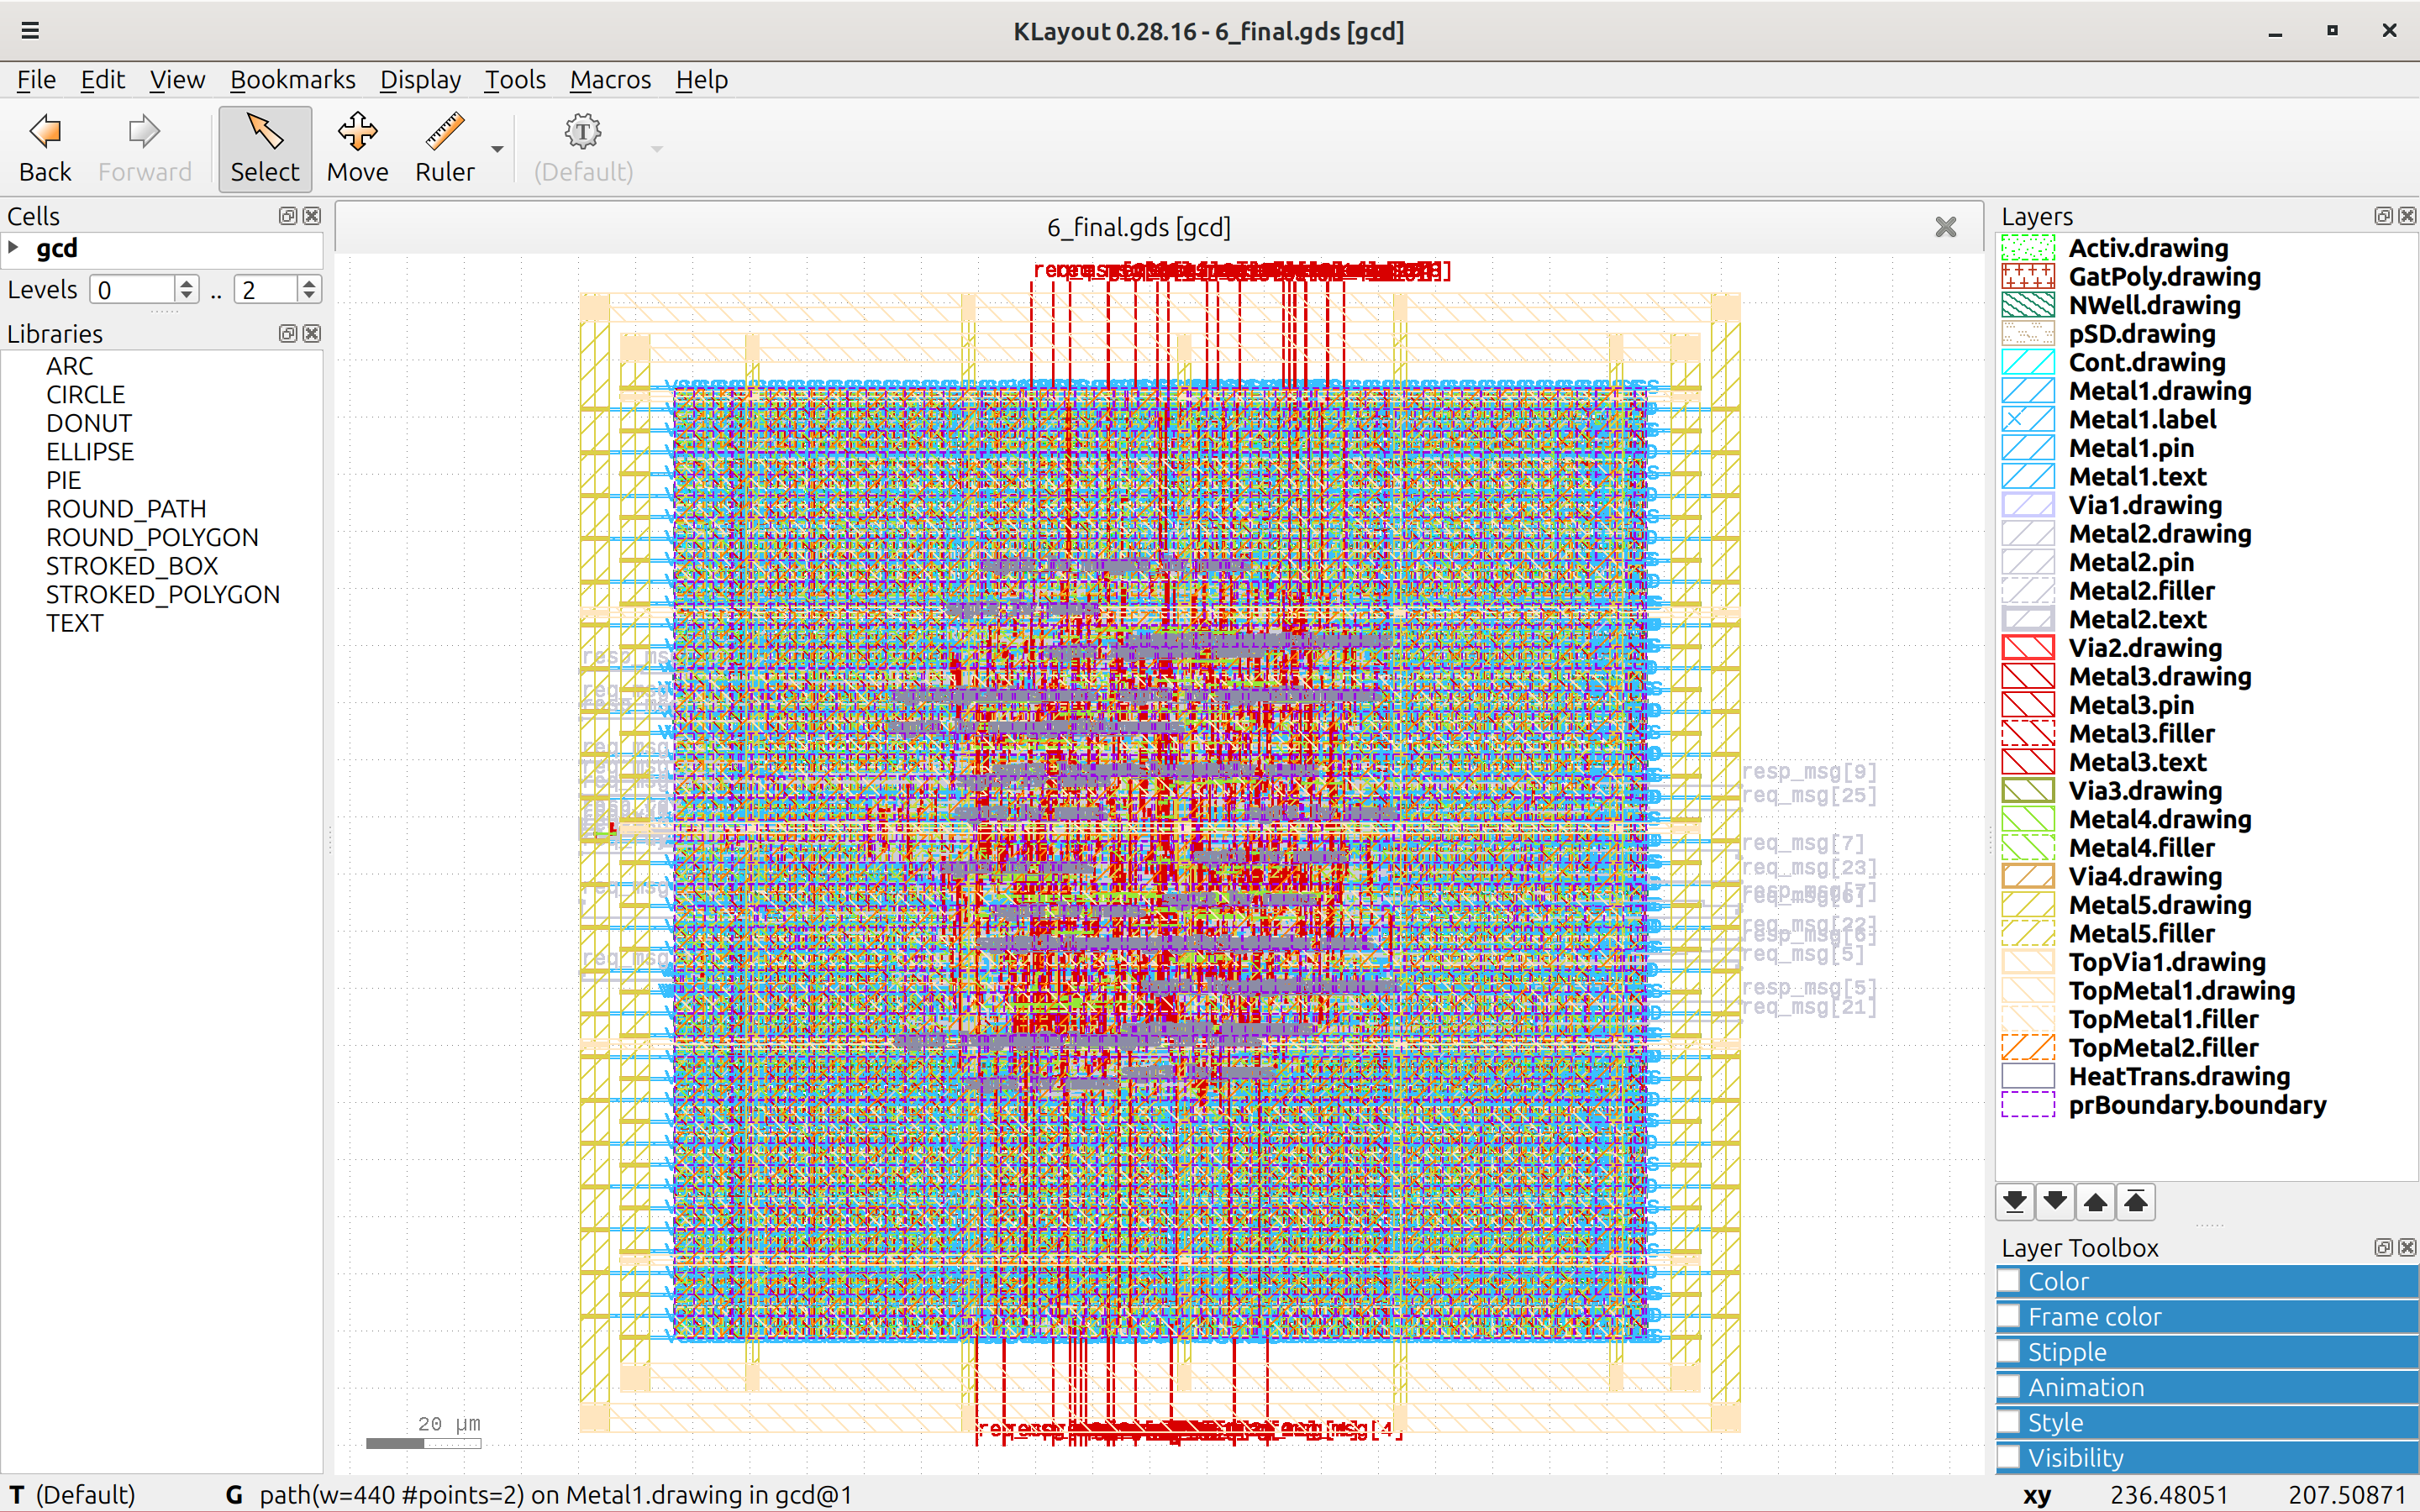 KLayout 0.28.16 - 6_final.gds [gcd]
File Edit View Bookmarks Display Tools Macros Help
Back Forward Select Move Ruler (Default)
Cells
gcd
Levels 0 .. 2
Libraries
ARC
CIRCLE
DONUT
ELLIPSE
PIE
ROUND_PATH
ROUND_POLYGON
STROKED_BOX
STROKED_POLYGON
TEXT
6_final.gds [gcd]
resp_msg[9]
req_msg[25]
req_msg[7]
req_msg[23]
resp_msg[7]
req_msg[6]
req_msg[22]
resp_msg[6]
req_msg[5]
resp_msg[5]
req_msg[21]
20 µm
Layers
Activ.drawing
GatPoly.drawing
NWell.drawing
pSD.drawing
Cont.drawing
Metal1.drawing
Metal1.label
Metal1.pin
Metal1.text
Via1.drawing
Metal2.drawing
Metal2.pin
Metal2.filler
Metal2.text
Via2.drawing
Metal3.drawing
Metal3.pin
Metal3.filler
Metal3.text
Via3.drawing
Metal4.drawing
Metal4.filler
Via4.drawing
Metal5.drawing
Metal5.filler
TopVia1.drawing
TopMetal1.drawing
TopMetal1.filler
TopMetal2.filler
HeatTrans.drawing
prBoundary.boundary
Layer Toolbox
Color
Frame color
Stipple
Animation
Style
Visibility
T (Default) G path(w=440 #points=2) on Metal1.drawing in gcd@1 xy 236.48051 207.50871